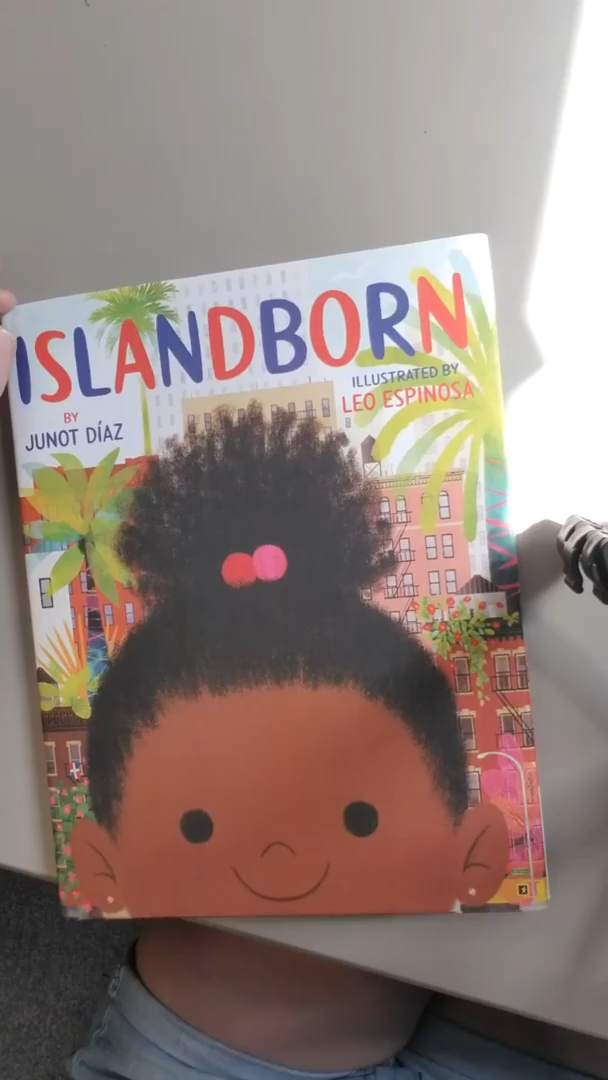 ISLANDBORN
BY
JUNOT DÍAZ
ILLUSTRATED BY
LEO ESPINOSA